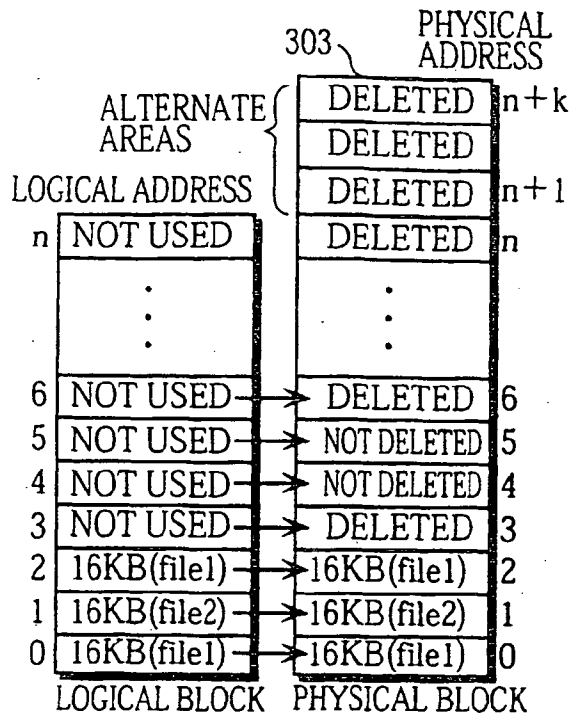 303
PHYSICAL
ADDRESS
ALTERNATE
AREAS
DELETED n+k
DELETED
DELETED n+1
LOGICAL ADDRESS
n NOT USED DELETED n
6 NOT USED DELETED 6
5 NOT USED NOT DELETED 5
4 NOT USED NOT DELETED 4
3 NOT USED DELETED 3
2 16KB(file1) 16KB(file1) 2
1 16KB(file2) 16KB(file2) 1
0 16KB(file1) 16KB(file1) 0
LOGICAL BLOCK PHYSICAL BLOCK